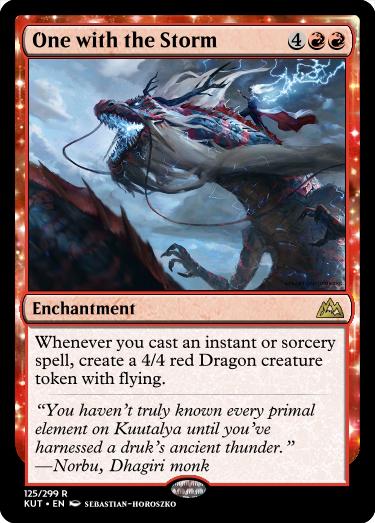 One with the Storm 4
Enchantment
Whenever you cast an instant or sorcery
spell, create a 4/4 red Dragon creature
token with flying.
“You haven’t truly known every primal
element on Kuutalya until you’ve
harnessed a druk’s ancient thunder.”
—Norbu, Dhagiri monk
125/299 R
KUT • EN SEBASTIAN-HOROSZKO